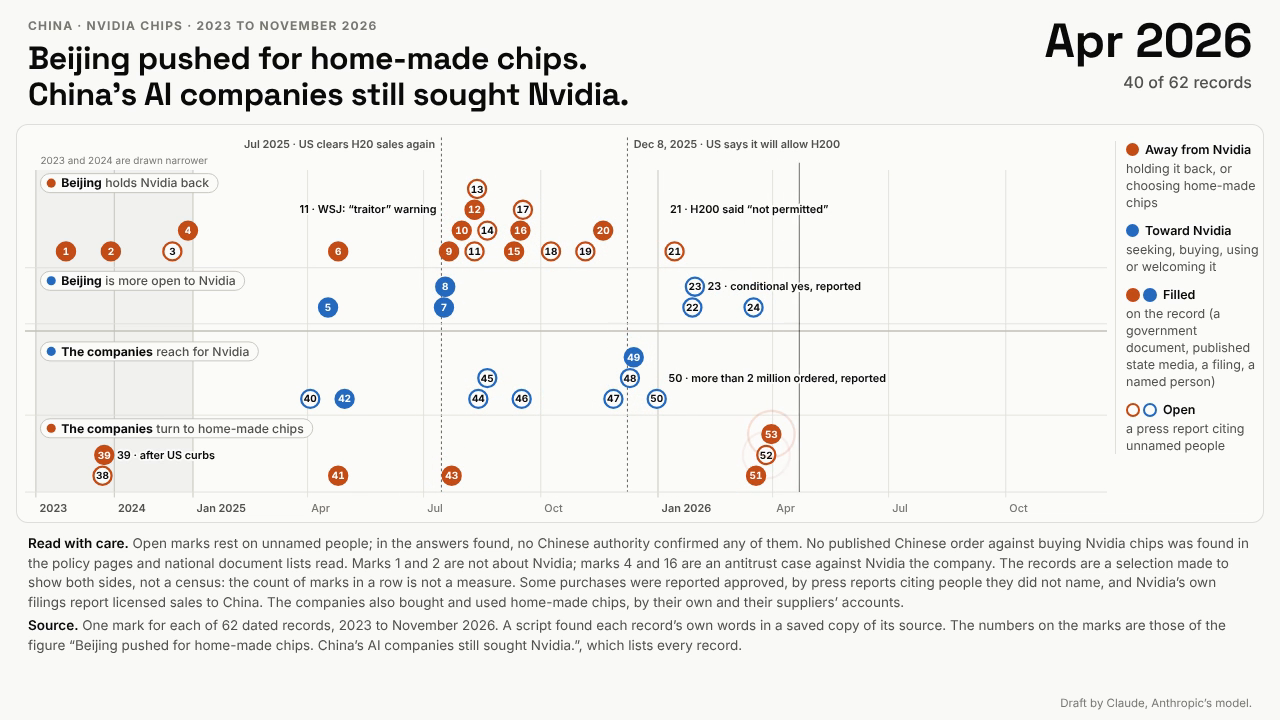 CHINA · NVIDIA CHIPS · 2023 TO NOVEMBER 2026
Beijing pushed for home-made chips.
China’s AI companies still sought Nvidia.
Apr 2026
40 of 62 records
Jul 2025 · US clears H20 sales again
Dec 8, 2025 · US says it will allow H200
2023 and 2024 are drawn narrower
Beijing holds Nvidia back
13
11 · WSJ: “traitor” warning
12
17
21 · H200 said “not permitted”
4
10
14
16
20
1
2
3
6
9
11
15
18
19
21
Beijing is more open to Nvidia
8
23
23 · conditional yes, reported
5
7
22
24
The companies reach for Nvidia
49
45
48
50 · more than 2 million ordered, reported
40
42
44
46
47
50
The companies turn to home-made chips
53
39
39 · after US curbs
52
38
41
43
51
2023
2024
Jan 2025
Apr
Jul
Oct
Jan 2026
Apr
Jul
Oct
Away from Nvidia
holding it back, or
choosing home-made
chips
Toward Nvidia
seeking, buying, using
or welcoming it
Filled
on the record (a
government
document, published
state media, a filing, a
named person)
Open
a press report citing
unnamed people
Read with care. Open marks rest on unnamed people; in the answers found, no Chinese authority confirmed any of them. No published Chinese order against buying Nvidia chips was found in
the policy pages and national document lists read. Marks 1 and 2 are not about Nvidia; marks 4 and 16 are an antitrust case against Nvidia the company. The records are a selection made to
show both sides, not a census: the count of marks in a row is not a measure. Some purchases were reported approved, by press reports citing people they did not name, and Nvidia’s own
filings report licensed sales to China. The companies also bought and used home-made chips, by their own and their suppliers’ accounts.
Source. One mark for each of 62 dated records, 2023 to November 2026. A script found each record’s own words in a saved copy of its source. The numbers on the marks are those of the
figure “Beijing pushed for home-made chips. China’s AI companies still sought Nvidia.”, which lists every record.
Draft by Claude, Anthropic’s model.